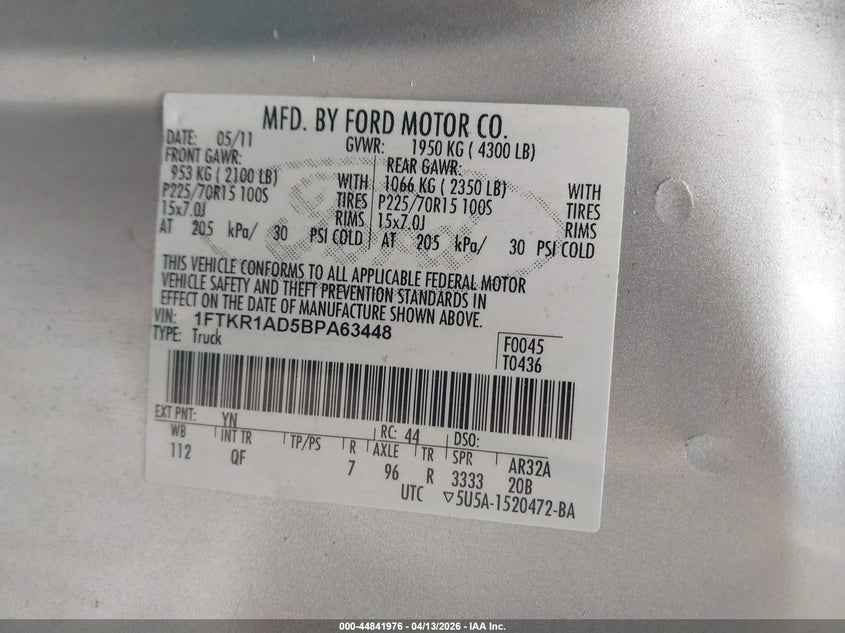 MFD. BY FORD MOTOR CO.
DATE: 05/11 GVWR: 1950 KG ( 4300 LB)
FRONT GAWR: REAR GAWR:
953 KG ( 2100 LB) WITH 1066 KG ( 2350 LB) WITH
P225/70R15 100S TIRES P225/70R15 100S TIRES
15x7.0J RIMS 15x7.0J RIMS
AT 205 kPa/ 30 PSI COLD AT 205 kPa/ 30 PSI COLD
THIS VEHICLE CONFORMS TO ALL APPLICABLE FEDERAL MOTOR
VEHICLE SAFETY AND THEFT PREVENTION STANDARDS IN
EFFECT ON THE DATE OF MANUFACTURE SHOWN ABOVE.
VIN: 1FTKR1AD5BPA63448
TYPE: Truck
F0045
T0436
EXT PNT: YN RC: 44 DSO:
WB INT TR TP/PS R AXLE TR SPR AR32A
112 QF 7 96 R 3333 20B
UTC ▽5U5A-1520472-BA
000-44841976 | 04/13/2026 | IAA Inc.